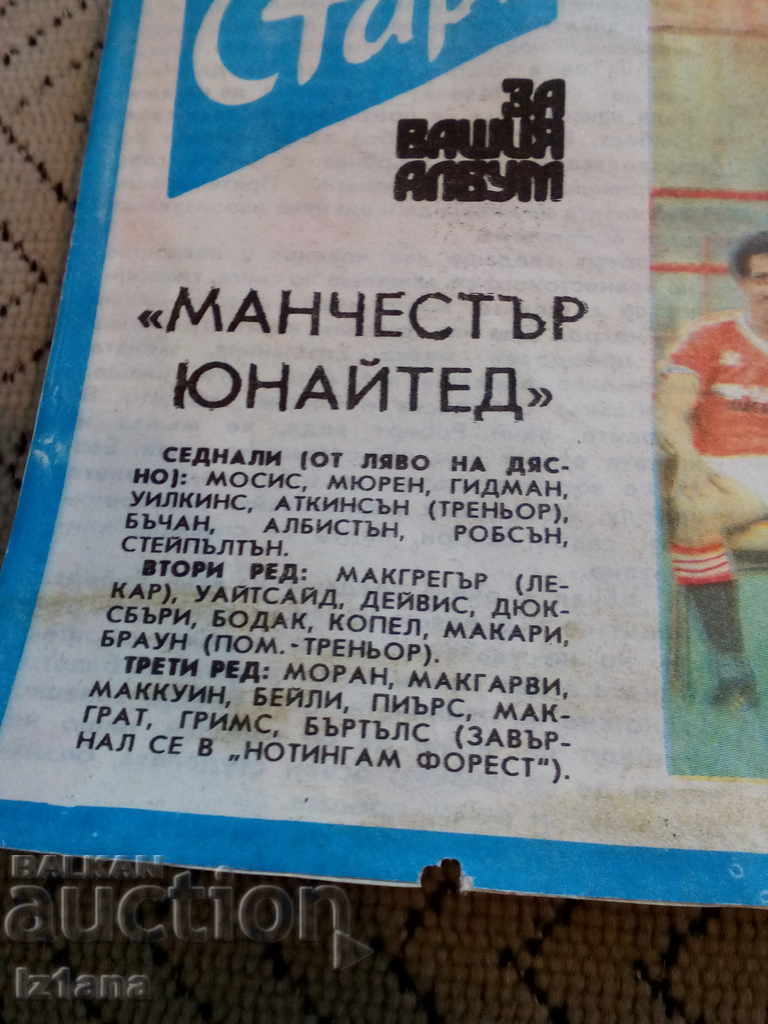 ЗА
ВАШИЯ
АЛБУМ
«МАНЧЕСТЪР
ЮНАЙТЕД»
СЕДНАЛИ (ОТ ЛЯВО НА ДЯС-
НО): МОСИС, МЮРЕН, ГИДМАН,
УИЛКИНС, АТКИНСЪН (ТРЕНЬОР),
БЪЧАН, АЛБИСТЪН, РОБСЪН,
СТЕЙПЪЛТЪН.
ВТОРИ РЕД: МАКГРЕГЪР (ЛЕ-
КАР), УАЙТСАЙД, ДЕЙВИС, ДЮК-
СБЪРИ, БОДАК, КОПЕЛ, МАКАРИ,
БРАУН (ПОМ.-ТРЕНЬОР).
ТРЕТИ РЕД: МОРАН, МАКГАРВИ,
МАККУИН, БЕЙЛИ, ПИЪРС, МАК-
ГРАТ, ГРИМС, БЪРТЪЛС (ЗАВЪР-
НАЛ СЕ В „НОТИНГАМ ФОРЕСТ").
BALKAN
auction
Iz1ana